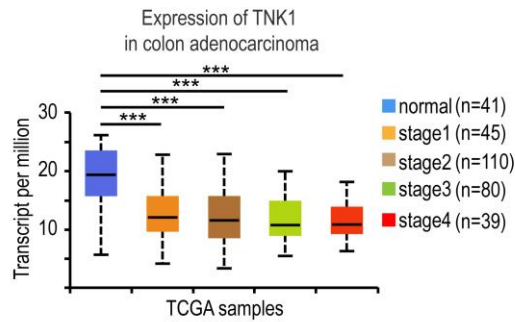 Expression of TNK1
in colon adenocarcinoma
***
***
***
***
Transcript per million
30
20
10
normal (n=41)
stage1 (n=45)
stage2 (n=110)
stage3 (n=80)
stage4 (n=39)
TCGA samples